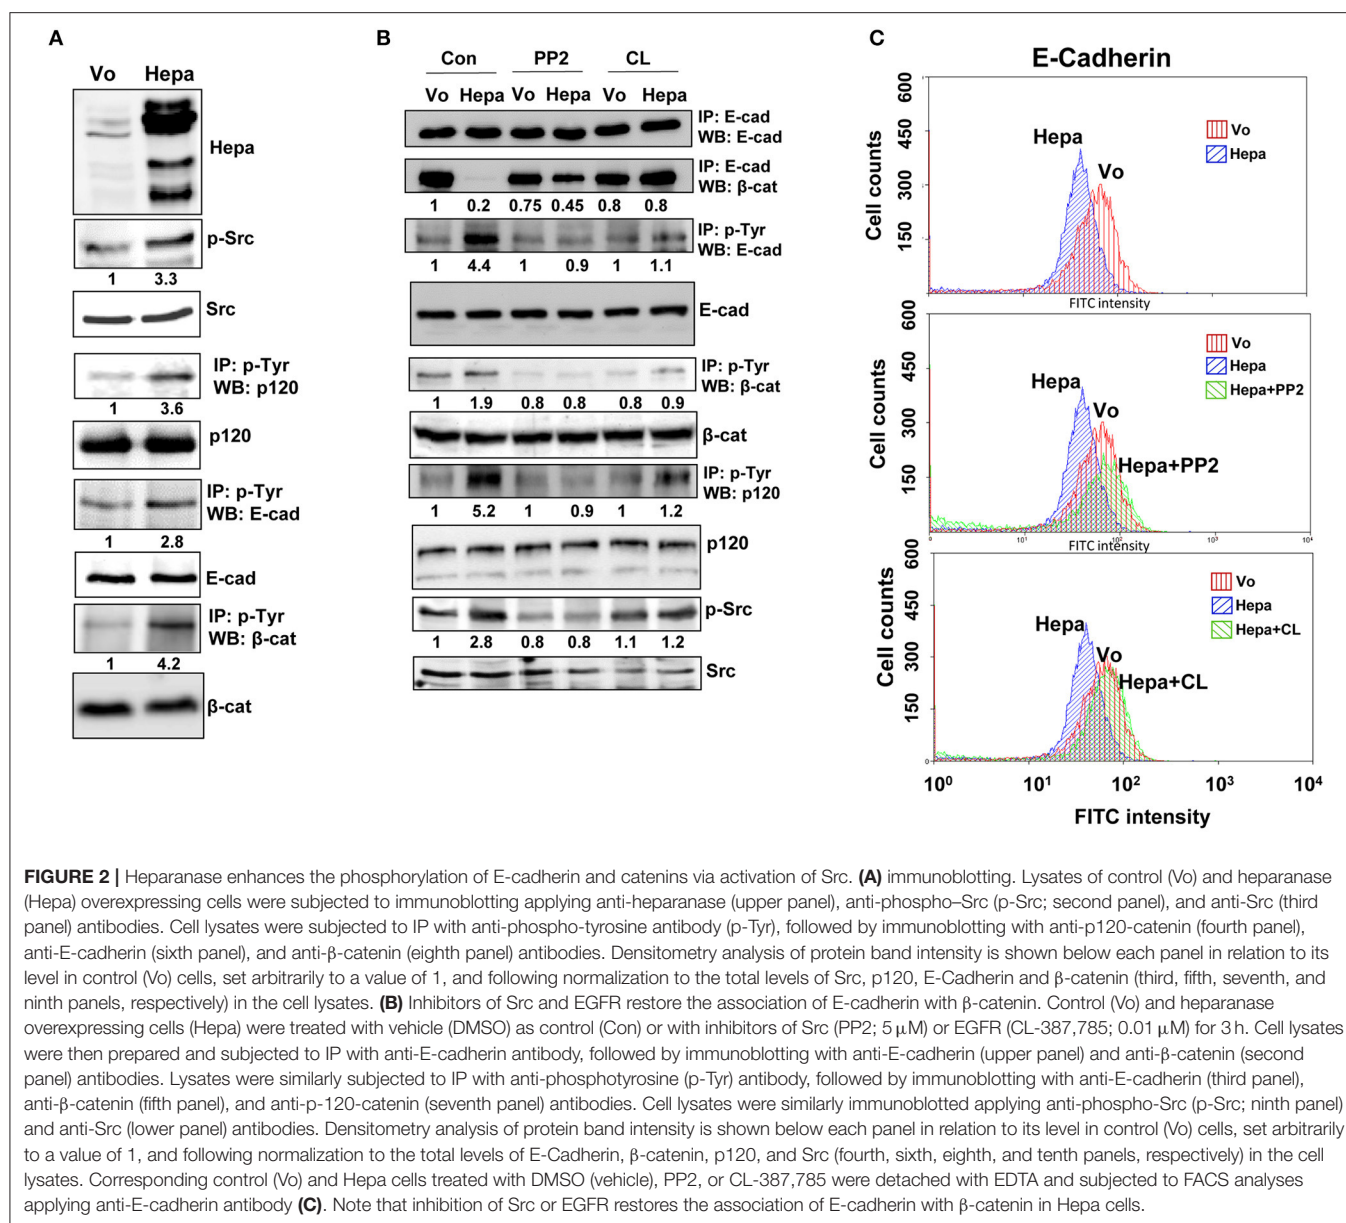 A
Vo Hepa
Hepa
p-Src
1 3.3
Src
IP: p-Tyr
WB: p120
1 3.6
p120
IP: p-Tyr
WB: E-cad
1 2.8
E-cad
IP: p-Tyr
WB: β-cat
1 4.2
β-cat
B
Con PP2 CL
Vo Hepa Vo Hepa Vo Hepa
IP: E-cad
WB: E-cad
IP: E-cad
WB: β-cat
1 0.2 0.75 0.45 0.8 0.8
IP: p-Tyr
WB: E-cad
1 4.4 1 0.9 1 1.1
E-cad
IP: p-Tyr
WB: β-cat
1 1.9 0.8 0.8 0.8 0.9
β-cat
IP: p-Tyr
WB: p120
1 5.2 1 0.9 1 1.2
p120
p-Src
1 2.8 0.8 0.8 1.1 1.2
Src
C
E-Cadherin
Cell counts
600
450
300
150
Hepa
Vo
Vo
Hepa
FITC intensity
Cell counts
600
450
300
150
0
Hepa
Vo
Hepa+PP2
Vo
Hepa
Hepa+PP2
10¹ 10² 10³ 10⁴
FITC intensity
Cell counts
600
450
300
150
0
Hepa
Vo
Hepa+CL
Vo
Hepa
Hepa+CL
10⁰ 10¹ 10² 10³ 10⁴
FITC intensity
FIGURE 2 | Heparanase enhances the phosphorylation of E-cadherin and catenins via activation of Src. (A) immunoblotting. Lysates of control (Vo) and heparanase
(Hepa) overexpressing cells were subjected to immunoblotting applying anti-heparanase (upper panel), anti-phospho–Src (p-Src; second panel), and anti-Src (third
panel) antibodies. Cell lysates were subjected to IP with anti-phospho-tyrosine antibody (p-Tyr), followed by immunoblotting with anti-p120-catenin (fourth panel),
anti-E-cadherin (sixth panel), and anti-β-catenin (eighth panel) antibodies. Densitometry analysis of protein band intensity is shown below each panel in relation to its
level in control (Vo) cells, set arbitrarily to a value of 1, and following normalization to the total levels of Src, p120, E-Cadherin and β-catenin (third, fifth, seventh, and
ninth panels, respectively) in the cell lysates. (B) Inhibitors of Src and EGFR restore the association of E-cadherin with β-catenin. Control (Vo) and heparanase
overexpressing cells (Hepa) were treated with vehicle (DMSO) as control (Con) or with inhibitors of Src (PP2; 5 μM) or EGFR (CL-387,785; 0.01 μM) for 3 h. Cell lysates
were then prepared and subjected to IP with anti-E-cadherin antibody, followed by immunoblotting with anti-E-cadherin (upper panel) and anti-β-catenin (second
panel) antibodies. Lysates were similarly subjected to IP with anti-phosphotyrosine (p-Tyr) antibody, followed by immunoblotting with anti-E-cadherin (third panel),
anti-β-catenin (fifth panel), and anti-p-120-catenin (seventh panel) antibodies. Cell lysates were similarly immunoblotted applying anti-phospho-Src (p-Src; ninth panel)
and anti-Src (lower panel) antibodies. Densitometry analysis of protein band intensity is shown below each panel in relation to its level in control (Vo) cells, set arbitrarily
to a value of 1, and following normalization to the total levels of E-Cadherin, β-catenin, p120, and Src (fourth, sixth, eighth, and tenth panels, respectively) in the cell
lysates. Corresponding control (Vo) and Hepa cells treated with DMSO (vehicle), PP2, or CL-387,785 were detached with EDTA and subjected to FACS analyses
applying anti-E-cadherin antibody (C). Note that inhibition of Src or EGFR restores the association of E-cadherin with β-catenin in Hepa cells.